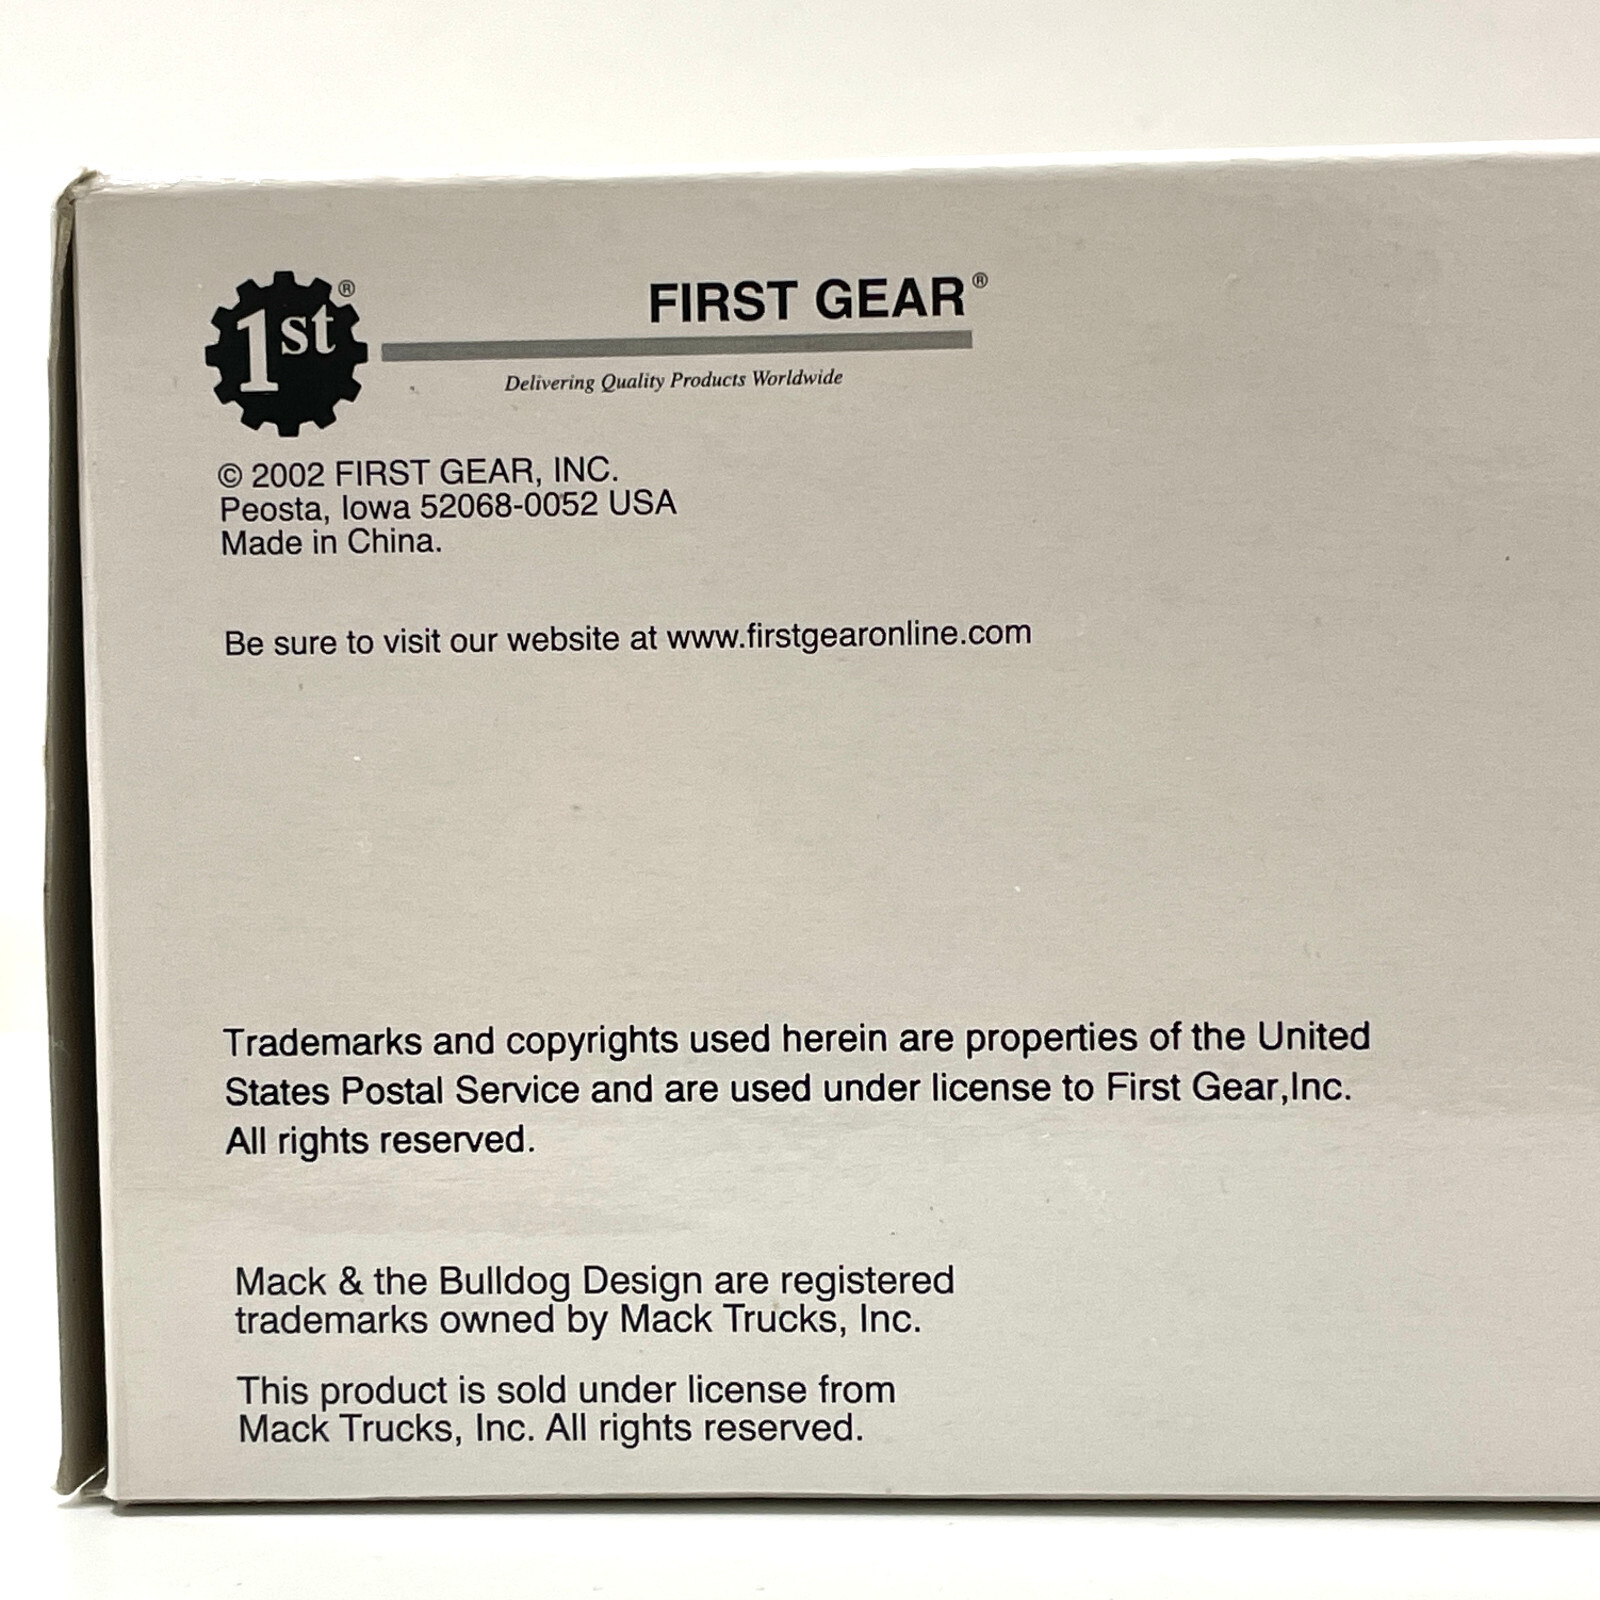 1st®
FIRST GEAR®
Delivering Quality Products Worldwide
© 2002 FIRST GEAR, INC.
Peosta, Iowa 52068-0052 USA
Made in China.
Be sure to visit our website at www.firstgearonline.com
Trademarks and copyrights used herein are properties of the United
States Postal Service and are used under license to First Gear,Inc.
All rights reserved.
Mack & the Bulldog Design are registered
trademarks owned by Mack Trucks, Inc.
This product is sold under license from
Mack Trucks, Inc. All rights reserved.